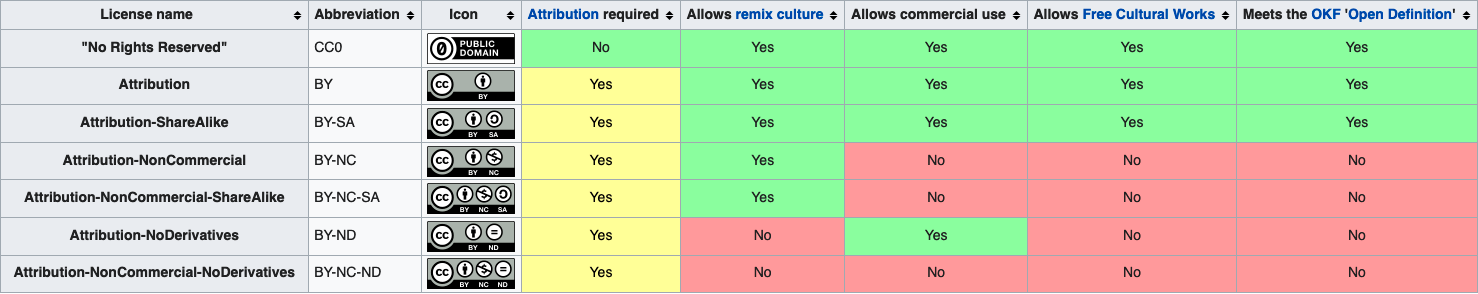 License name Abbreviation Icon Attribution required Allows remix culture Allows commercial use Allows Free Cultural Works Meets the OKF 'Open Definition'
"No Rights Reserved" CC0 0 PUBLIC DOMAIN No Yes Yes Yes Yes
Attribution BY cc BY Yes Yes Yes Yes Yes
Attribution-ShareAlike BY-SA cc BY SA Yes Yes Yes Yes Yes
Attribution-NonCommercial BY-NC cc BY NC Yes Yes No No No
Attribution-NonCommercial-ShareAlike BY-NC-SA cc BY NC SA Yes Yes No No No
Attribution-NoDerivatives BY-ND cc BY ND Yes No Yes No No
Attribution-NonCommercial-NoDerivatives BY-NC-ND cc BY NC ND Yes No No No No